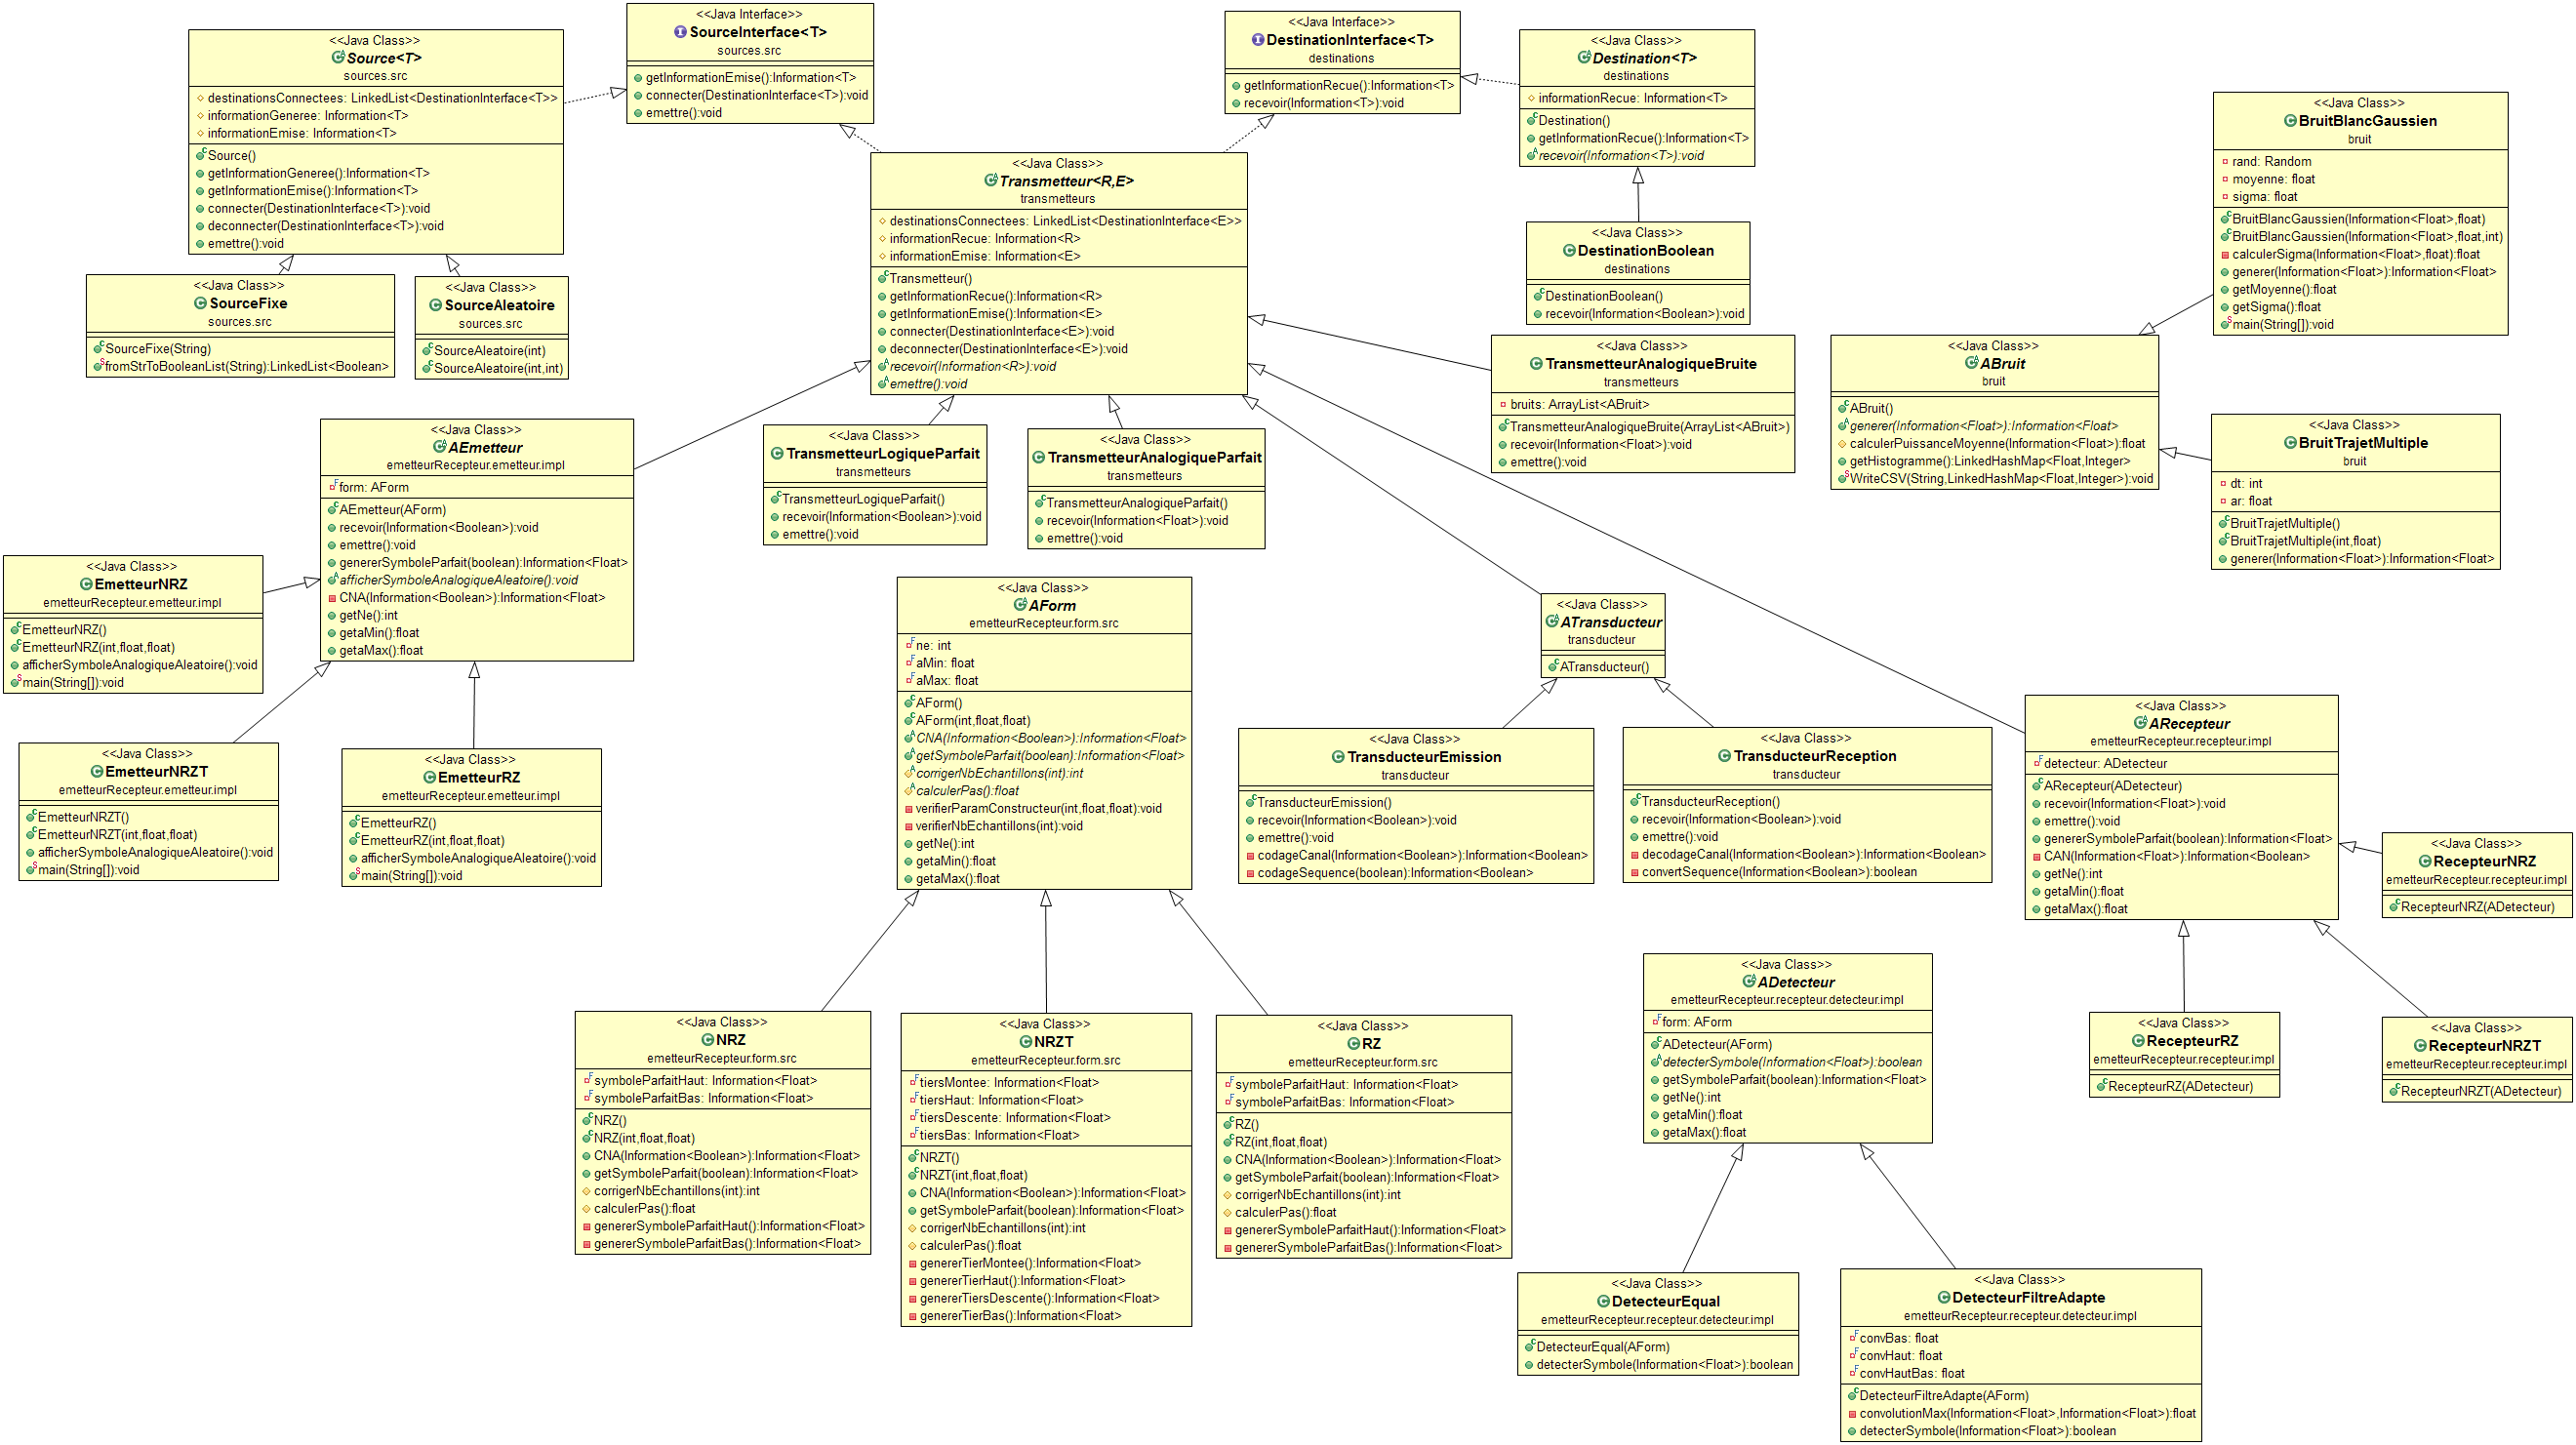 <<Java Class>>
Source<T>
sources.src
destinationsConnectees: LinkedList<DestinationInterface<T>>
informationGeneree: Information<T>
informationEmise: Information<T>
Source()
getInformationGeneree():Information<T>
getInformationEmise():Information<T>
connecter(DestinationInterface<T>):void
deconnecter(DestinationInterface<T>):void
emettre():void
<<Java Interface>>
SourceInterface<T>
sources.src
getInformationEmise():Information<T>
connecter(DestinationInterface<T>):void
emettre():void
<<Java Interface>>
DestinationInterface<T>
destinations
getInformationRecue():Information<T>
recevoir(Information<T>):void
<<Java Class>>
Destination<T>
destinations
informationRecue: Information<T>
Destination()
getInformationRecue():Information<T>
recevoir(Information<T>):void
<<Java Class>>
BruitBlancGaussien
bruit
rand: Random
moyenne: float
sigma: float
BruitBlancGaussien(Information<Float>,float)
BruitBlancGaussien(Information<Float>,float,int)
calculerSigma(Information<Float>,float):float
generer(Information<Float>):Information<Float>
getMoyenne():float
getSigma():float
main(String[]):void
<<Java Class>>
Transmetteur<R,E>
transmetteurs
destinationsConnectees: LinkedList<DestinationInterface<E>>
informationRecue: Information<R>
informationEmise: Information<E>
Transmetteur()
getInformationRecue():Information<R>
getInformationEmise():Information<E>
connecter(DestinationInterface<E>):void
deconnecter(DestinationInterface<E>):void
recevoir(Information<R>):void
emettre():void
<<Java Class>>
DestinationBoolean
destinations
DestinationBoolean()
recevoir(Information<Boolean>):void
<<Java Class>>
SourceFixe
sources.src
SourceFixe(String)
fromStrToBooleanList(String):LinkedList<Boolean>
<<Java Class>>
SourceAleatoire
sources.src
SourceAleatoire(int)
SourceAleatoire(int,int)
<<Java Class>>
TransmetteurAnalogiqueBruite
transmetteurs
bruits: ArrayList<ABruit>
TransmetteurAnalogiqueBruite(ArrayList<ABruit>)
recevoir(Information<Float>):void
emettre():void
<<Java Class>>
ABruit
bruit
ABruit()
generer(Information<Float>):Information<Float>
calculerPuissanceMoyenne(Information<Float>):float
getHistogramme():LinkedHashMap<Float,Integer>
WriteCSV(String,LinkedHashMap<Float,Integer>):void
<<Java Class>>
BruitTrajetMultiple
bruit
dt: int
ar: float
BruitTrajetMultiple()
BruitTrajetMultiple(int,float)
generer(Information<Float>):Information<Float>
<<Java Class>>
AEmetteur
emetteurRecepteur.emetteur.impl
form: AForm
AEmetteur(AForm)
recevoir(Information<Boolean>):void
emettre():void
genererSymboleParfait(boolean):Information<Float>
afficherSymboleAnalogiqueAleatoire():void
CNA(Information<Boolean>):Information<Float>
getNe():int
getaMin():float
getaMax():float
<<Java Class>>
TransmetteurLogiqueParfait
transmetteurs
TransmetteurLogiqueParfait()
recevoir(Information<Boolean>):void
emettre():void
<<Java Class>>
TransmetteurAnalogiqueParfait
transmetteurs
TransmetteurAnalogiqueParfait()
recevoir(Information<Float>):void
emettre():void
<<Java Class>>
EmetteurNRZ
emetteurRecepteur.emetteur.impl
EmetteurNRZ()
EmetteurNRZ(int,float,float)
afficherSymboleAnalogiqueAleatoire():void
main(String[]):void
<<Java Class>>
AForm
emetteurRecepteur.form.src
ne: int
aMin: float
aMax: float
AForm()
AForm(int,float,float)
CNA(Information<Boolean>):Information<Float>
getSymboleParfait(boolean):Information<Float>
corrigerNbEchantillons(int):int
calculerPas():float
verifierParamConstructeur(int,float,float):void
verifierNbEchantillons(int):void
getNe():int
getaMin():float
getaMax():float
<<Java Class>>
ATransducteur
transducteur
ATransducteur()
<<Java Class>>
EmetteurNRZT
emetteurRecepteur.emetteur.impl
EmetteurNRZT()
EmetteurNRZT(int,float,float)
afficherSymboleAnalogiqueAleatoire():void
main(String[]):void
<<Java Class>>
EmetteurRZ
emetteurRecepteur.emetteur.impl
EmetteurRZ()
EmetteurRZ(int,float,float)
afficherSymboleAnalogiqueAleatoire():void
main(String[]):void
<<Java Class>>
TransducteurEmission
transducteur
TransducteurEmission()
recevoir(Information<Boolean>):void
emettre():void
codageCanal(Information<Boolean>):Information<Boolean>
codageSequence(boolean):Information<Boolean>
<<Java Class>>
TransducteurReception
transducteur
TransducteurReception()
recevoir(Information<Boolean>):void
emettre():void
decodageCanal(Information<Boolean>):Information<Boolean>
convertSequence(Information<Boolean>):boolean
<<Java Class>>
ARecepteur
emetteurRecepteur.recepteur.impl
detecteur: ADetecteur
ARecepteur(ADetecteur)
recevoir(Information<Float>):void
emettre():void
genererSymboleParfait(boolean):Information<Float>
CAN(Information<Float>):Information<Boolean>
getNe():int
getaMin():float
getaMax():float
<<Java Class>>
RecepteurNRZ
emetteurRecepteur.recepteur.impl
RecepteurNRZ(ADetecteur)
<<Java Class>>
NRZ
emetteurRecepteur.form.src
symboleParfaitHaut: Information<Float>
symboleParfaitBas: Information<Float>
NRZ()
NRZ(int,float,float)
CNA(Information<Boolean>):Information<Float>
getSymboleParfait(boolean):Information<Float>
corrigerNbEchantillons(int):int
calculerPas():float
genererSymboleParfaitHaut():Information<Float>
genererSymboleParfaitBas():Information<Float>
<<Java Class>>
NRZT
emetteurRecepteur.form.src
tiersMontee: Information<Float>
tiersHaut: Information<Float>
tiersDescente: Information<Float>
tiersBas: Information<Float>
NRZT()
NRZT(int,float,float)
CNA(Information<Boolean>):Information<Float>
getSymboleParfait(boolean):Information<Float>
corrigerNbEchantillons(int):int
calculerPas():float
genererTierMontee():Information<Float>
genererTierHaut():Information<Float>
genererTiersDescente():Information<Float>
genererTierBas():Information<Float>
<<Java Class>>
RZ
emetteurRecepteur.form.src
symboleParfaitHaut: Information<Float>
symboleParfaitBas: Information<Float>
RZ()
RZ(int,float,float)
CNA(Information<Boolean>):Information<Float>
getSymboleParfait(boolean):Information<Float>
corrigerNbEchantillons(int):int
calculerPas():float
genererSymboleParfaitHaut():Information<Float>
genererSymboleParfaitBas():Information<Float>
<<Java Class>>
ADetecteur
emetteurRecepteur.recepteur.detecteur.impl
form: AForm
ADetecteur(AForm)
detecterSymbole(Information<Float>):boolean
getSymboleParfait(boolean):Information<Float>
getNe():int
getaMin():float
getaMax():float
<<Java Class>>
RecepteurRZ
emetteurRecepteur.recepteur.impl
RecepteurRZ(ADetecteur)
<<Java Class>>
RecepteurNRZT
emetteurRecepteur.recepteur.impl
RecepteurNRZT(ADetecteur)
<<Java Class>>
DetecteurEqual
emetteurRecepteur.recepteur.detecteur.impl
DetecteurEqual(AForm)
detecterSymbole(Information<Float>):boolean
<<Java Class>>
DetecteurFiltreAdapte
emetteurRecepteur.recepteur.detecteur.impl
convBas: float
convHaut: float
convHautBas: float
DetecteurFiltreAdapte(AForm)
convolutionMax(Information<Float>,Information<Float>):float
detecterSymbole(Information<Float>):boolean